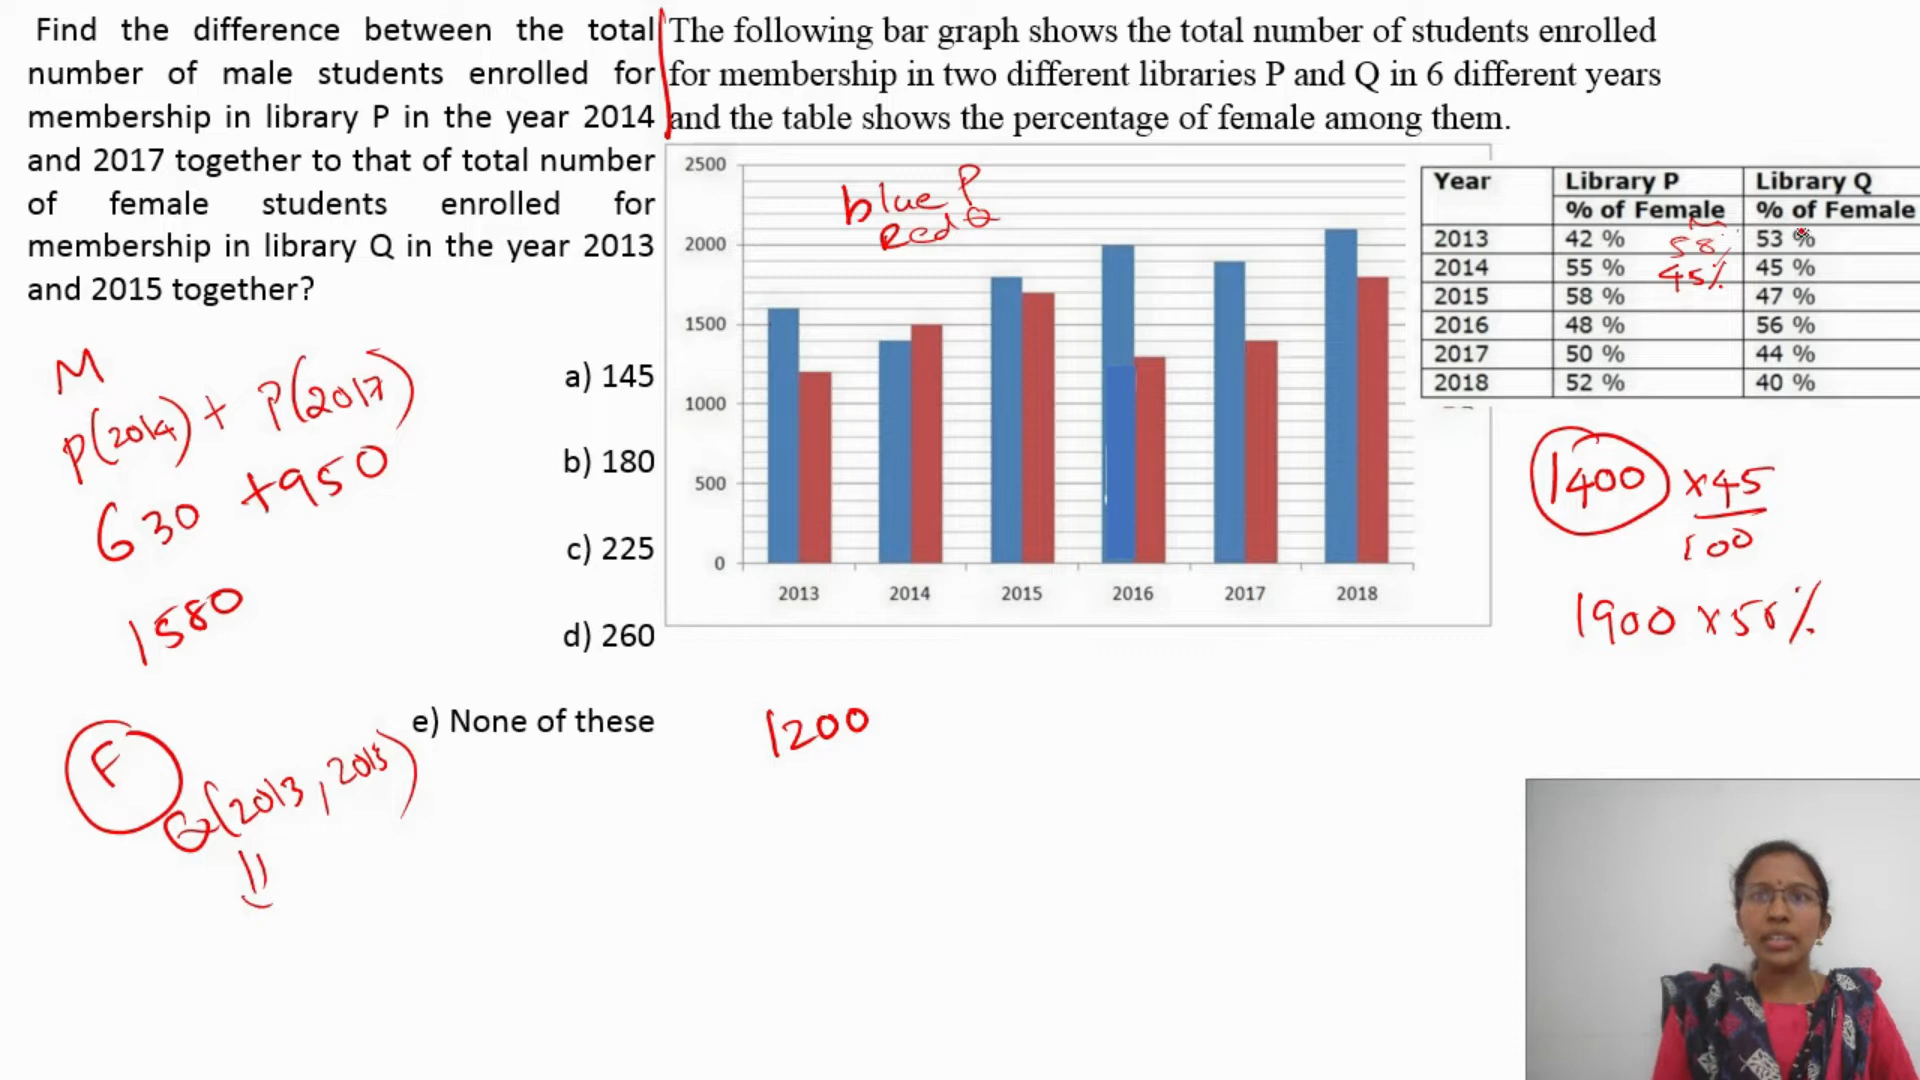 Find the difference between the total
number of male students enrolled for
membership in library P in the year 2014
and 2017 together to that of total number
of female students enrolled for
membership in library Q in the year 2013
and 2015 together?
The following bar graph shows the total number of students enrolled
for membership in two different libraries P and Q in 6 different years
and the table shows the percentage of female among them.
2500
2000
1500
1000
500
0
2013 2014 2015 2016 2017 2018
blue P
Red Q
Year Library P Library Q
% of Female % of Female
2013 42 % 58% 53 %
2014 55 % 45% 45 %
2015 58 % 47 %
2016 48 % 56 %
2017 50 % 44 %
2018 52 % 40 %
a) 145
b) 180
c) 225
d) 260
e) None of these
M
P(2014) + P(2017)
630 +950
1580
F
Q(2013, 2015)
1400 x45
100
1900 x50%
1200